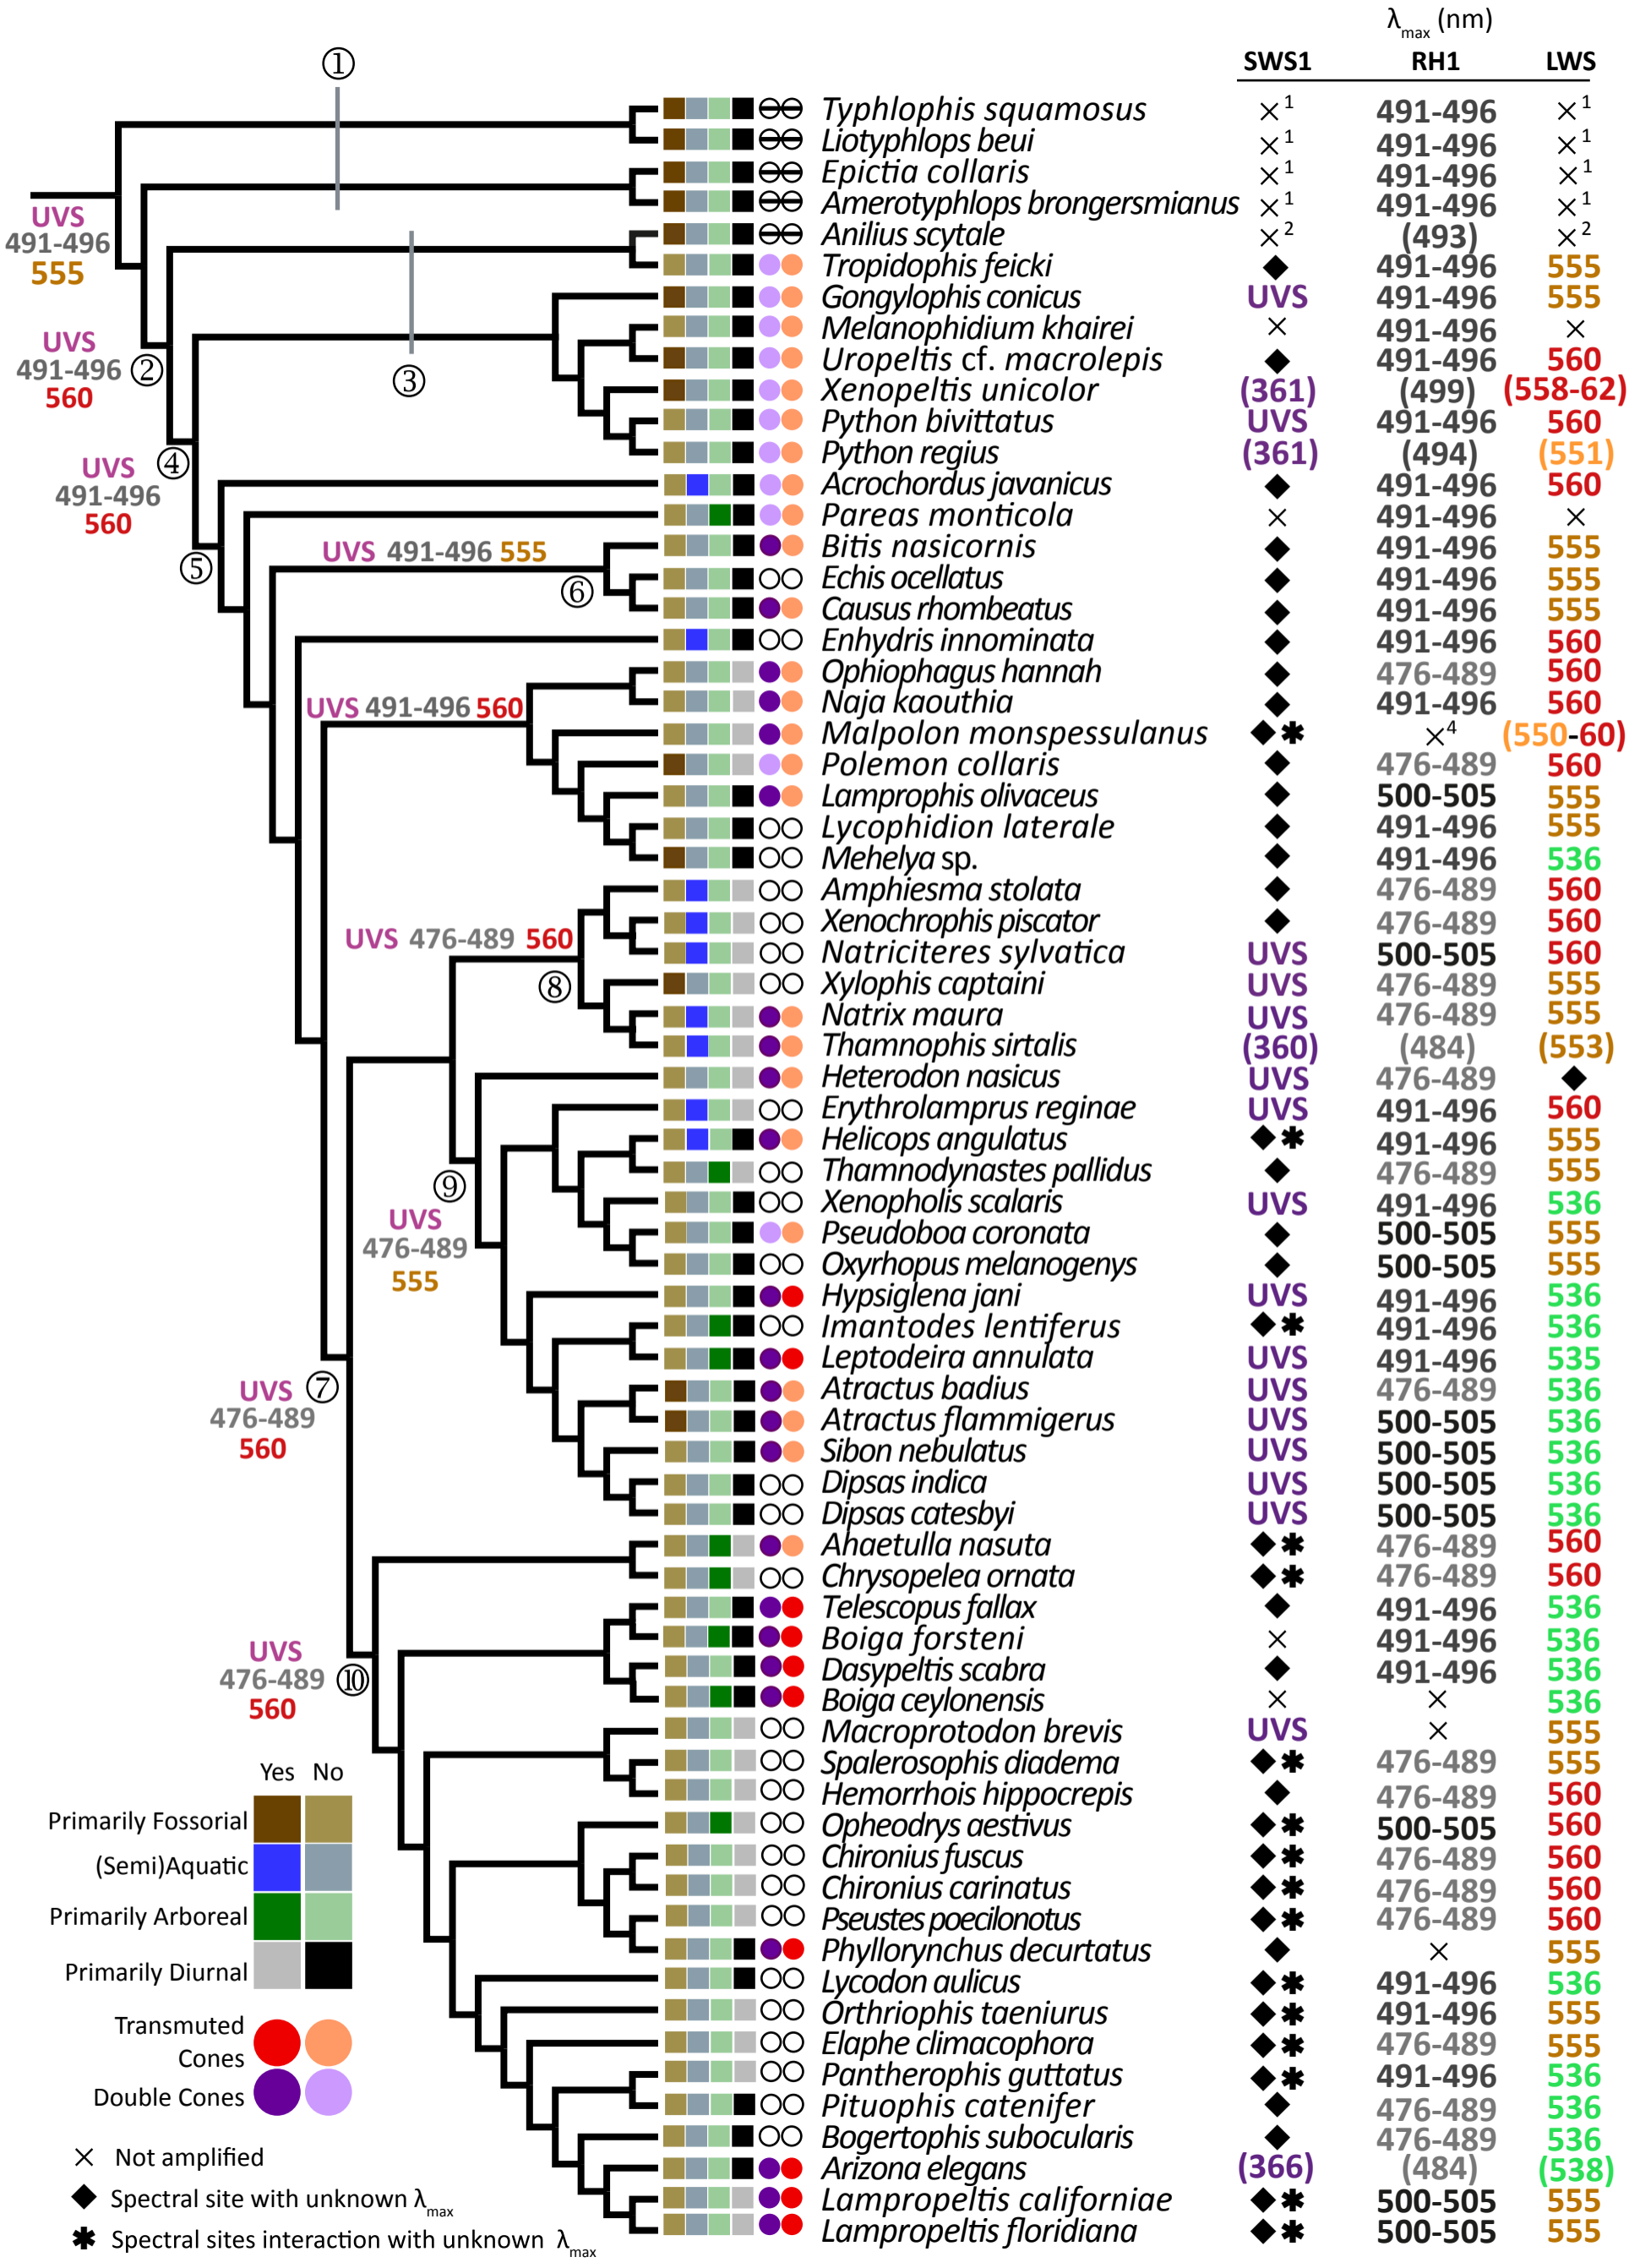 λmax (nm)
SWS1 RH1 LWS
①
Typhlophis squamosus ×1 491-496 ×1
Liotyphlops beui ×1 491-496 ×1
Epictia collaris ×1 491-496 ×1
Amerotyphlops brongersmianus ×1 491-496 ×1
UVS
491-496
555
Anilius scytale ×2 (493) ×2
Tropidophis feicki ◆ 491-496 555
Gongylophis conicus UVS 491-496 555
Melanophidium khairei × 491-496 ×
UVS
491-496 ②
560
③
Uropeltis cf. macrolepis ◆ 491-496 560
Xenopeltis unicolor (361) (499) (558-62)
Python bivittatus UVS 491-496 560
Python regius (361) (494) (551)
④
UVS
491-496
560
Acrochordus javanicus ◆ 491-496 560
Pareas monticola × 491-496 ×
⑤
UVS 491-496 555
⑥
Bitis nasicornis ◆ 491-496 555
Echis ocellatus ◆ 491-496 555
Causus rhombeatus ◆ 491-496 555
Enhydris innominata ◆ 491-496 560
Ophiophagus hannah ◆ 476-489 560
UVS 491-496 560
Naja kaouthia ◆ 491-496 560
Malpolon monspessulanus ◆✱ ×4 (550-60)
Polemon collaris ◆ 476-489 560
Lamprophis olivaceus ◆ 500-505 555
Lycophidion laterale ◆ 491-496 555
Mehelya sp. ◆ 491-496 536
Amphiesma stolata ◆ 476-489 560
Xenochrophis piscator ◆ 476-489 560
UVS 476-489 560
⑧
Natriciteres sylvatica UVS 500-505 560
Xylophis captaini UVS 476-489 555
Natrix maura UVS 476-489 555
Thamnophis sirtalis (360) (484) (553)
Heterodon nasicus UVS 476-489 ◆
Erythrolamprus reginae UVS 491-496 560
Helicops angulatus ◆✱ 491-496 555
Thamnodynastes pallidus ◆ 476-489 555
⑨
UVS
476-489
555
Xenopholis scalaris UVS 491-496 536
Pseudoboa coronata ◆ 500-505 555
Oxyrhopus melanogenys ◆ 500-505 555
Hypsiglena jani UVS 491-496 536
Imantodes lentiferus ◆✱ 491-496 536
Leptodeira annulata UVS 491-496 535
Atractus badius UVS 476-489 536
UVS ⑦
476-489
560
Atractus flammigerus UVS 500-505 536
Sibon nebulatus UVS 500-505 536
Dipsas indica UVS 500-505 536
Dipsas catesbyi UVS 500-505 536
Ahaetulla nasuta ◆✱ 476-489 560
Chrysopelea ornata ◆✱ 476-489 560
Telescopus fallax ◆ 491-496 536
Boiga forsteni × 491-496 536
UVS
476-489 ⑩
560
Dasypeltis scabra ◆ 491-496 536
Boiga ceylonensis × × 536
Macroprotodon brevis UVS × 555
Spalerosophis diadema ◆✱ 476-489 555
Hemorrhois hippocrepis ◆ 476-489 560
Opheodrys aestivus ◆✱ 500-505 560
Chironius fuscus ◆✱ 476-489 560
Chironius carinatus ◆✱ 476-489 560
Pseustes poecilonotus ◆✱ 476-489 560
Phyllorynchus decurtatus ◆ × 555
Lycodon aulicus ◆✱ 491-496 536
Orthriophis taeniurus ◆✱ 491-496 555
Elaphe climacophora ◆✱ 476-489 555
Pantherophis guttatus ◆✱ 491-496 536
Pituophis catenifer ◆ 476-489 536
Bogertophis subocularis ◆ 476-489 536
Arizona elegans (366) (484) (538)
Lampropeltis californiae ◆✱ 500-505 555
Lampropeltis floridiana ◆✱ 500-505 555
Yes No
Primarily Fossorial
(Semi)Aquatic
Primarily Arboreal
Primarily Diurnal
Transmuted
Cones
Double Cones
× Not amplified
◆ Spectral site with unknown λmax
✱ Spectral sites interaction with unknown λmax